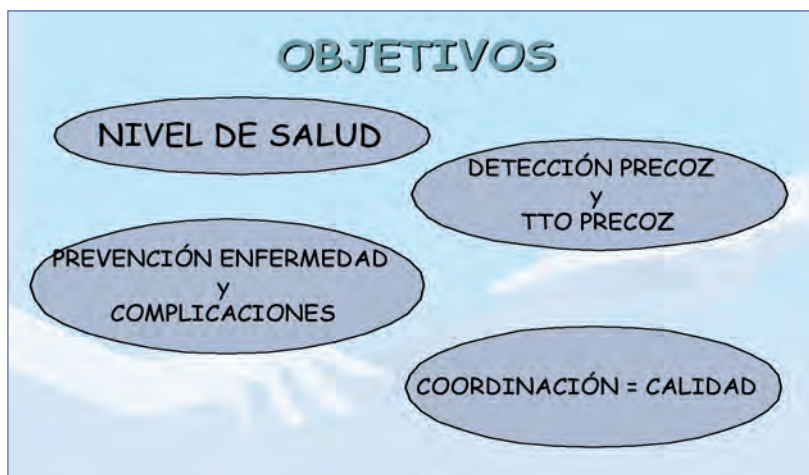 OBJETIVOS
NIVEL DE SALUD
DETECCIÓN PRECOZ
y
TTO PRECOZ
PREVENCIÓN ENFERMEDAD
y
COMPLICACIONES
COORDINACIÓN = CALIDAD